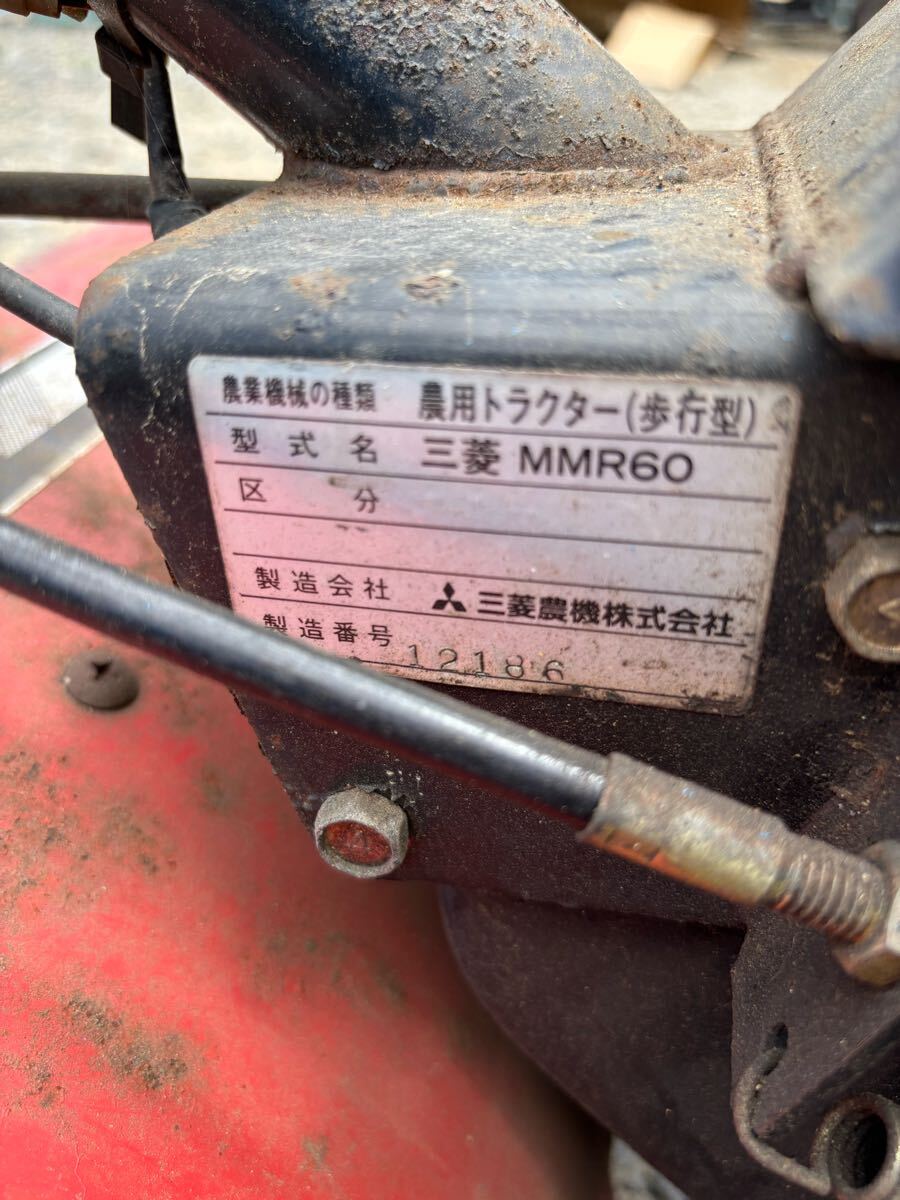 農業機械の種類 農用トラクター(歩行型)
型式名 三菱 MMR60
区分
製造会社 三菱農機株式会社
製造番号 12186